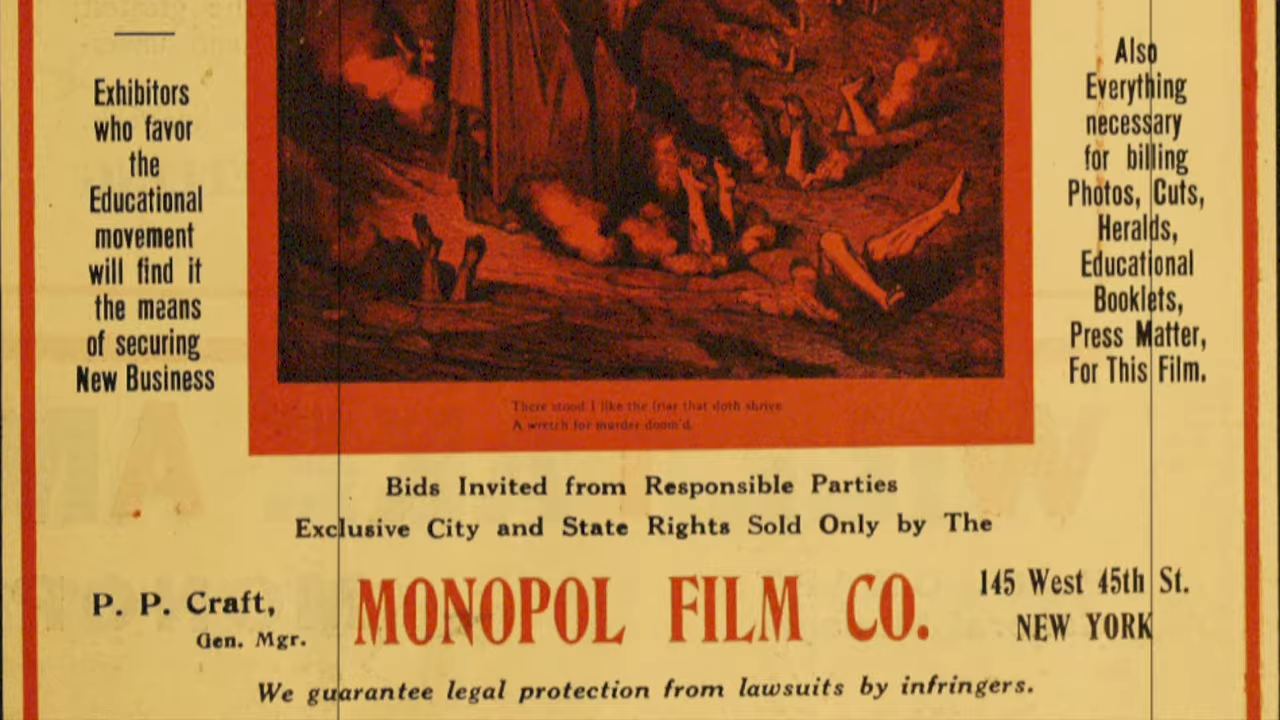 Exhibitors
who favor
the
Educational
movement
will find it
the means
of securing
New Business
Also
Everything
necessary
for billing
Photos, Cuts,
Heralds,
Educational
Booklets,
Press Matter,
For This Film.
There stood I like the friar that doth shrive
A wretch for murder doom'd.
Bids Invited from Responsible Parties
Exclusive City and State Rights Sold Only by The
P. P. Craft,
Gen. Mgr.
MONOPOL FILM CO.
145 West 45th St.
NEW YORK
We guarantee legal protection from lawsuits by infringers.